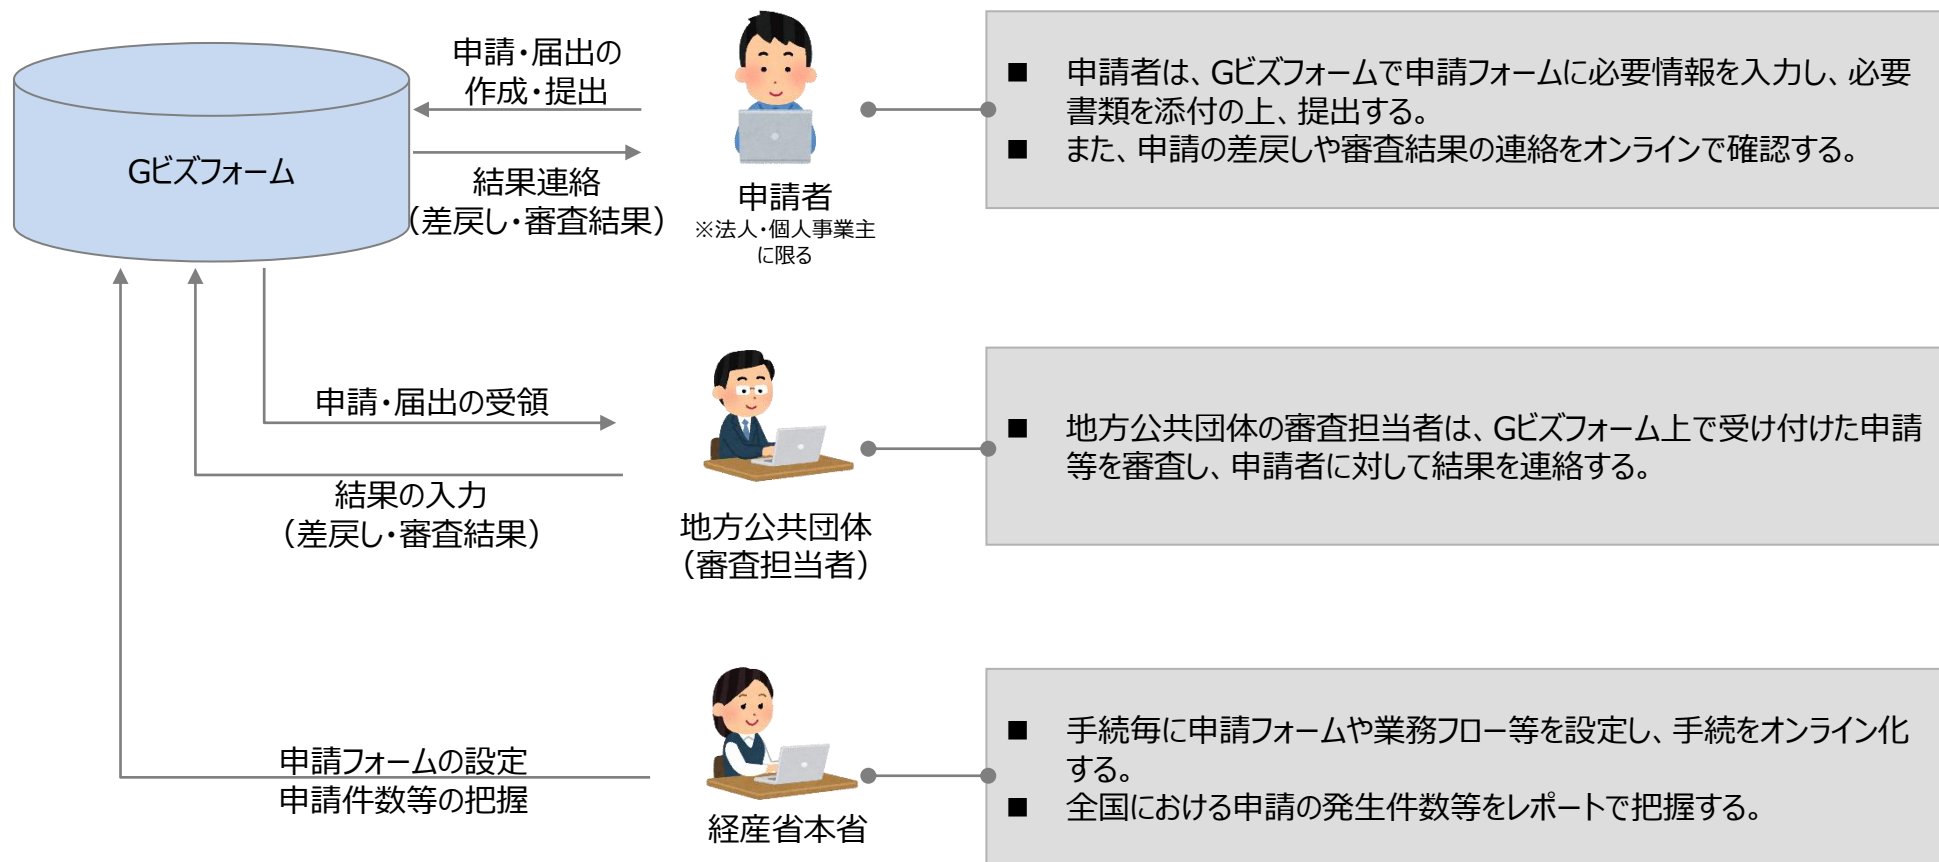 Gビズフォーム
申請・届出の
作成・提出
結果連絡
（差戻し・審査結果）
申請者
※法人・個人事業主
に限る
■ 申請者は、Gビズフォームで申請フォームに必要情報を入力し、必要
書類を添付の上、提出する。
■ また、申請の差戻しや審査結果の連絡をオンラインで確認する。
申請・届出の受領
結果の入力
（差戻し・審査結果）
地方公共団体
（審査担当者）
■ 地方公共団体の審査担当者は、Gビズフォーム上で受け付けた申請
等を審査し、申請者に対して結果を連絡する。
申請フォームの設定
申請件数等の把握
経産省本省
■ 手続毎に申請フォームや業務フロー等を設定し、手続をオンライン化
する。
■ 全国における申請の発生件数等をレポートで把握する。